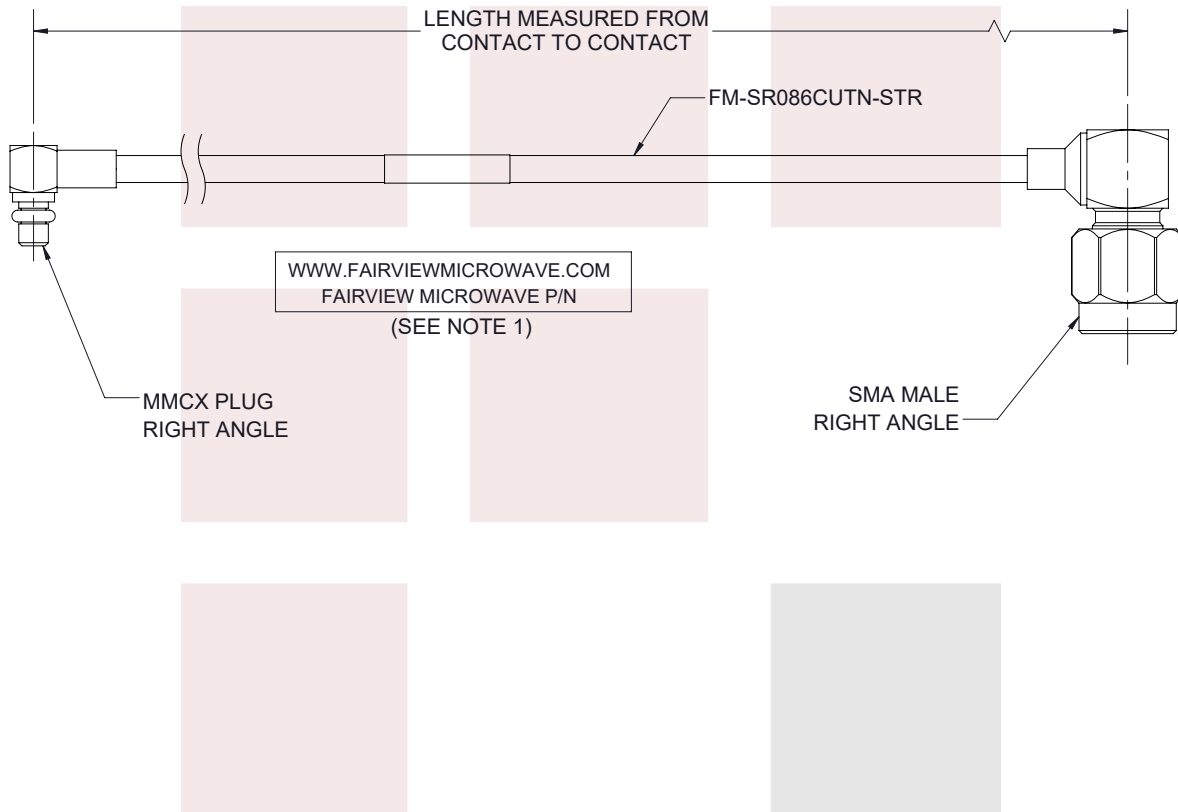 LENGTH MEASURED FROM
CONTACT TO CONTACT
FM-SR086CUTN-STR
WWW.FAIRVIEWMICROWAVE.COM
FAIRVIEW MICROWAVE P/N
(SEE NOTE 1)
MMCX PLUG
RIGHT ANGLE
SMA MALE
RIGHT ANGLE